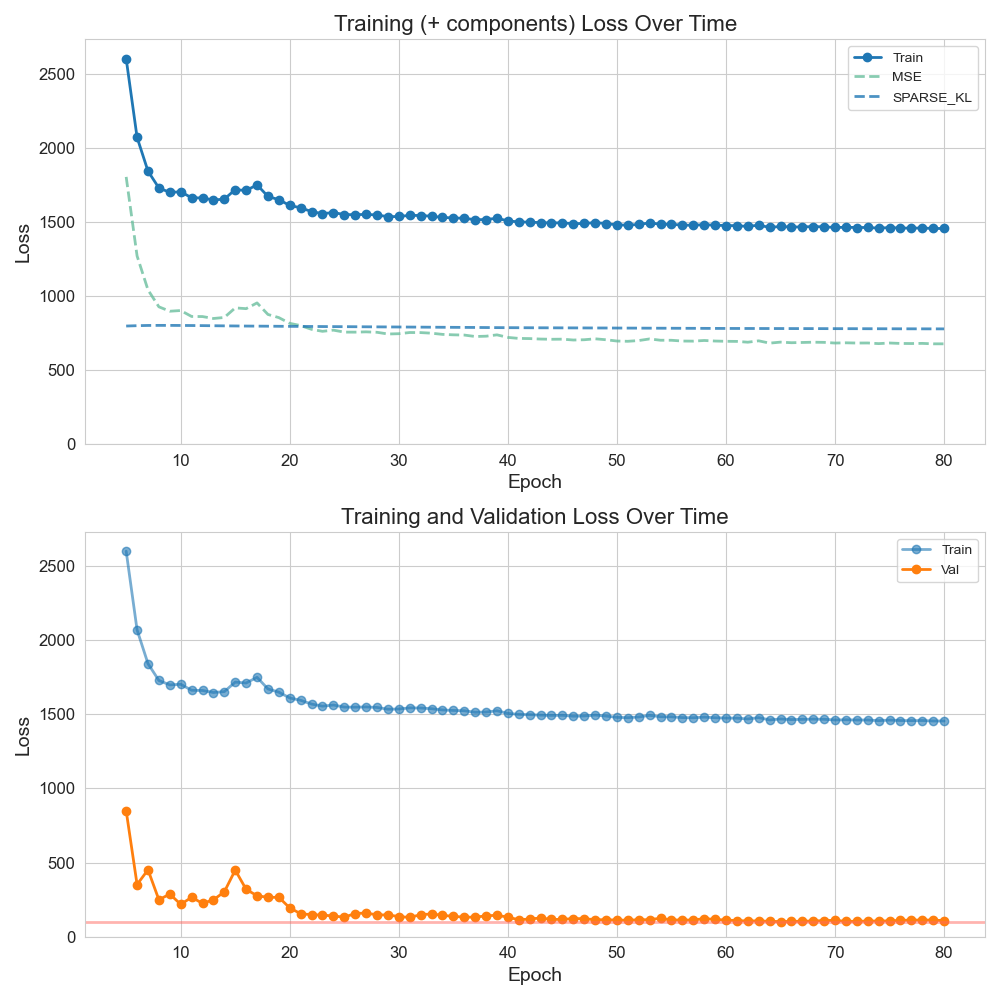 Training (+ components) Loss Over Time
Train
MSE
SPARSE_KL
Loss
2500
2000
1500
1000
500
0
10 20 30 40 50 60 70 80
Epoch
Training and Validation Loss Over Time
Train
Val
Loss
2500
2000
1500
1000
500
0
10 20 30 40 50 60 70 80
Epoch